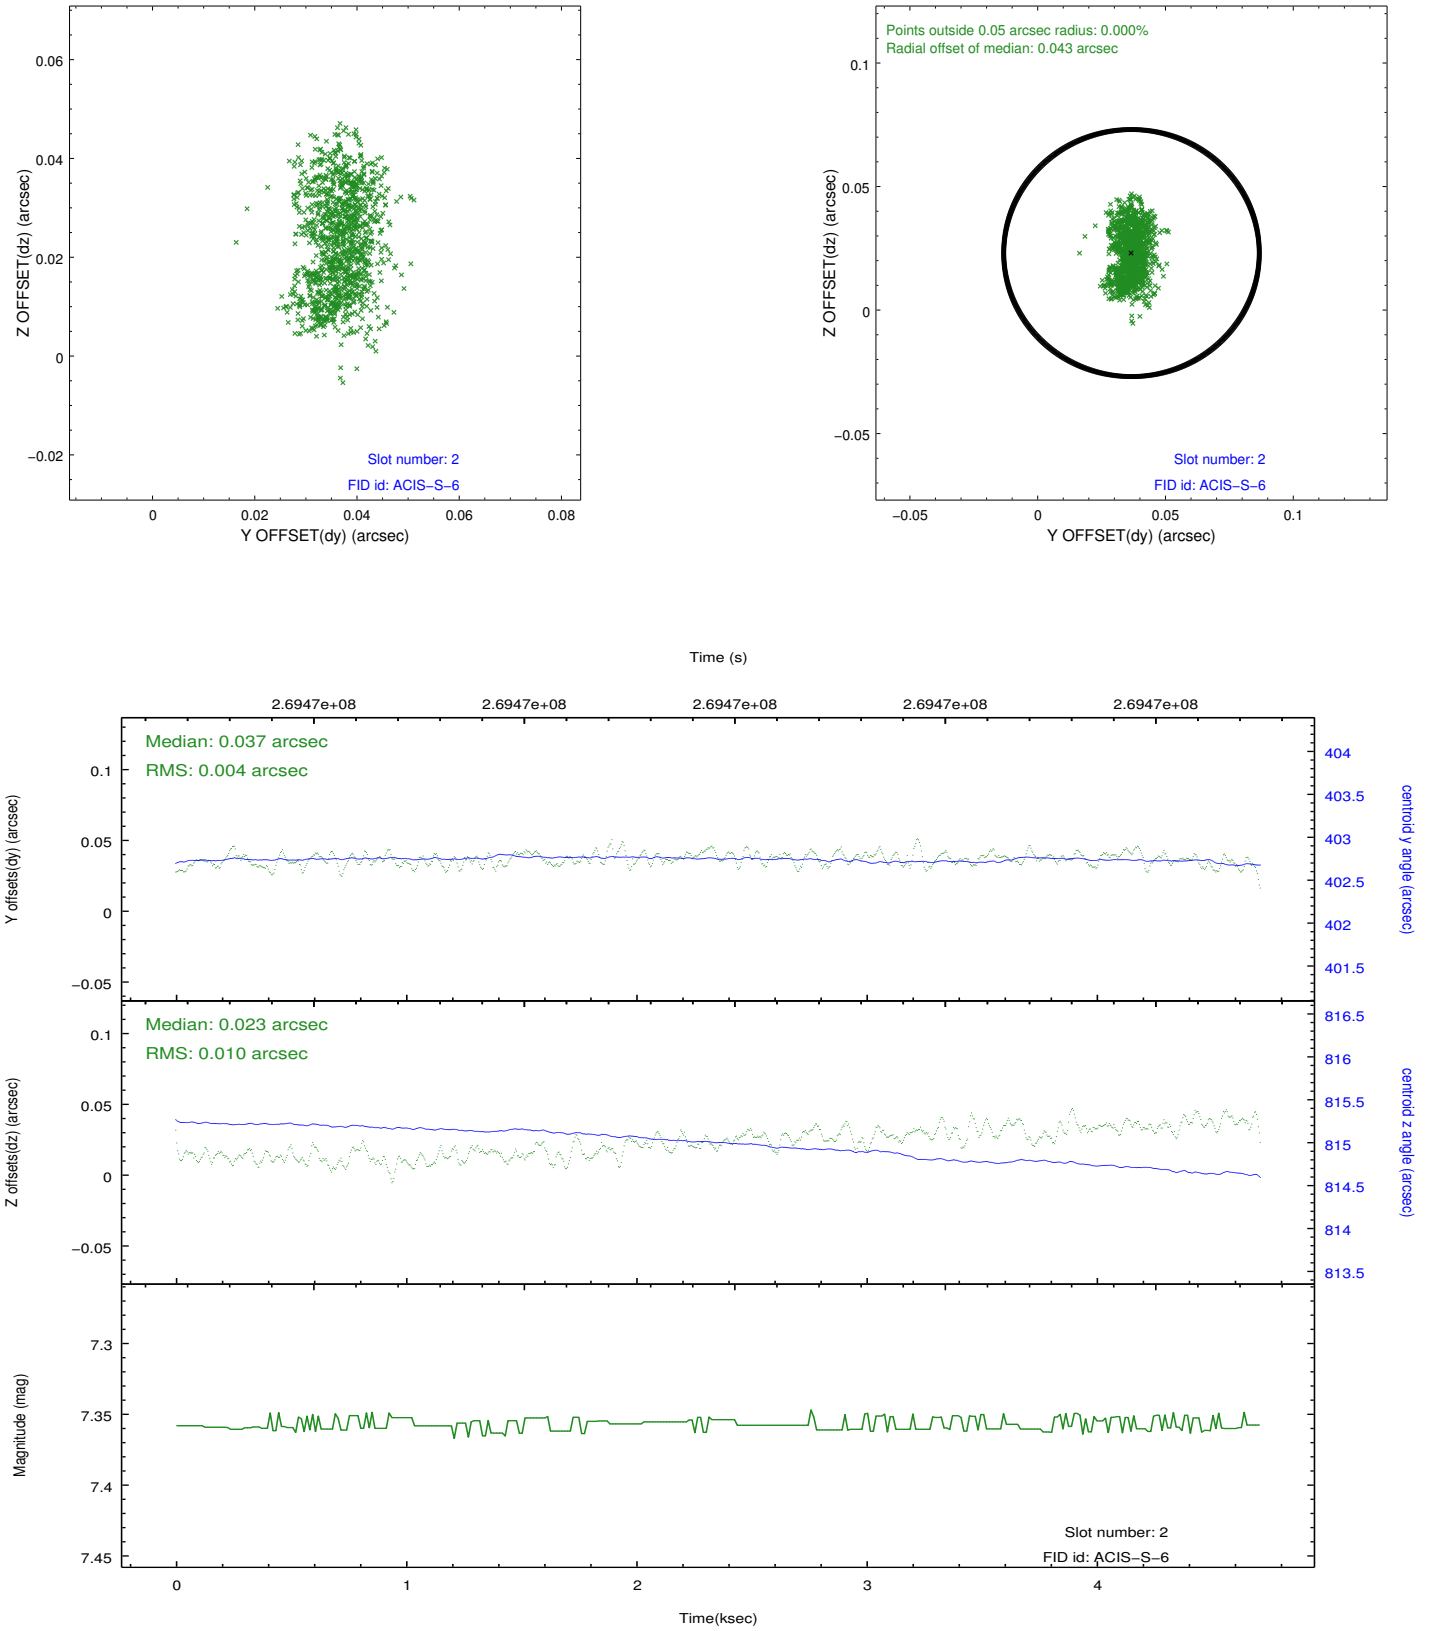 0.06
0.04
0.02
0
−0.02
Z OFFSET(dz) (arcsec)
Slot number: 2
FID id: ACIS−S−6
0
0.02
0.04
0.06
0.08
Y OFFSET(dy) (arcsec)
Points outside 0.05 arcsec radius: 0.000%
Radial offset of median: 0.043 arcsec
0.1
0.05
0
−0.05
Z OFFSET(dz) (arcsec)
Slot number: 2
FID id: ACIS−S−6
−0.05
0
0.05
0.1
Y OFFSET(dy) (arcsec)
Time (s)
2.6947e+08
2.6947e+08
2.6947e+08
2.6947e+08
2.6947e+08
Median: 0.037 arcsec
RMS: 0.004 arcsec
0.1
0.05
0
−0.05
Y offsets(dy) (arcsec)
404
403.5
403
402.5
402
401.5
centroid y angle (arcsec)
Median: 0.023 arcsec
RMS: 0.010 arcsec
0.1
0.05
0
−0.05
Z offsets(dz) (arcsec)
816.5
816
815.5
815
814.5
814
813.5
centroid z angle (arcsec)
7.3
7.35
7.4
7.45
Magnitude (mag)
Slot number: 2
FID id: ACIS−S−6
0
1
2
3
4
Time(ksec)